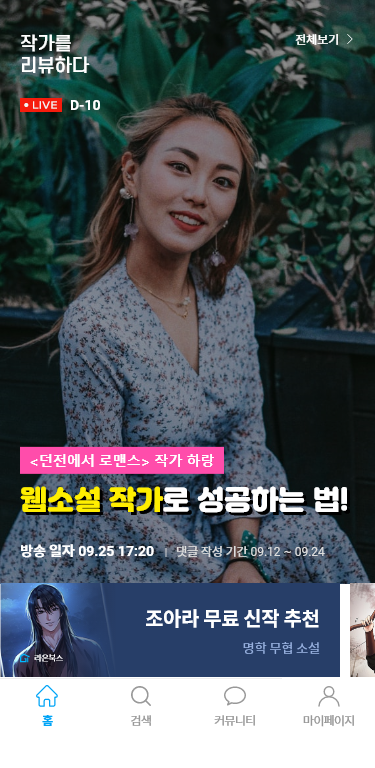 작가를
리뷰하다
전체보기
LIVE D-10
<던전에서 로맨스> 작가 하랑
웹소설 작가로 성공하는 법!
방송 일자 09.25 17:20 | 댓글 작성 기간 09.12 ~ 09.24
조아라 무료 신작 추천
명학 무협 소설
레온북스
홈
검색
커뮤니티
마이페이지